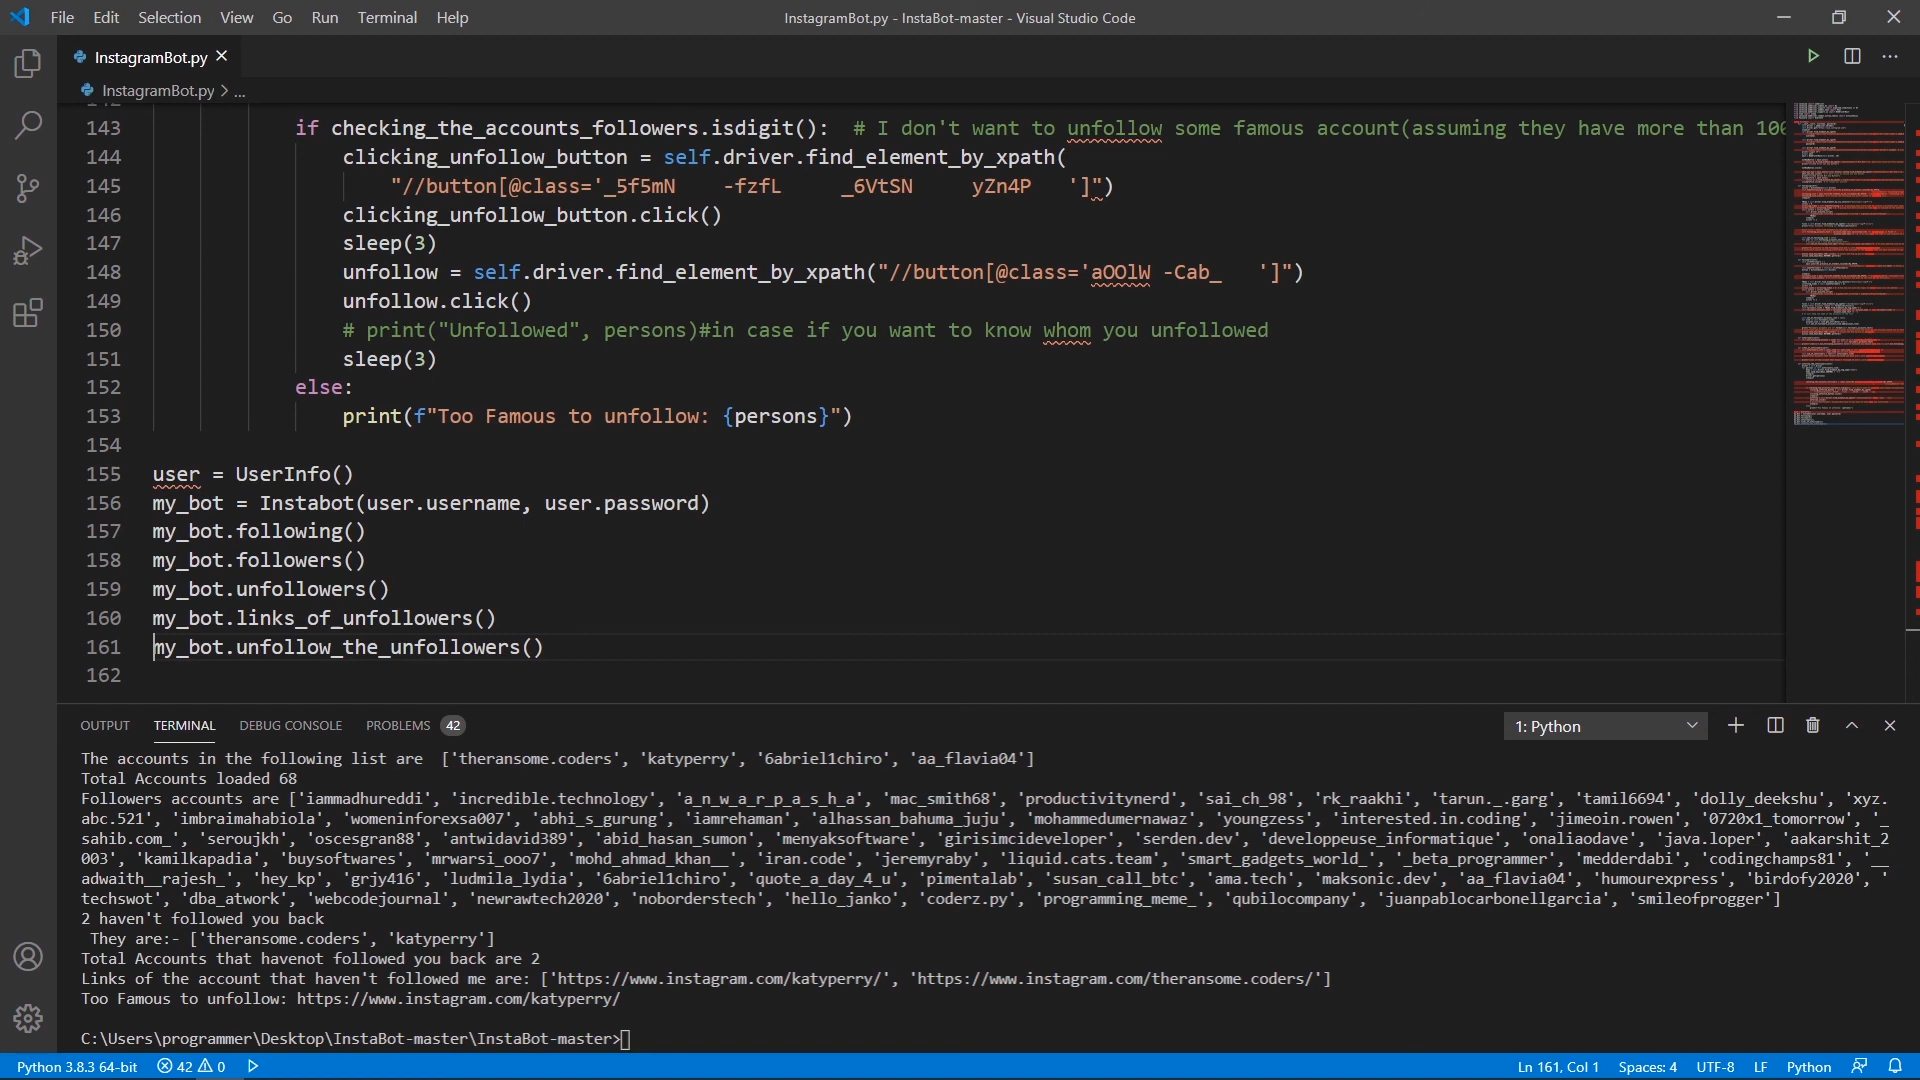 File Edit Selection View Go Run Terminal Help
InstagramBot.py - InstaBot-master - Visual Studio Code
InstagramBot.py
InstagramBot.py > ...
143 if checking_the_accounts_followers.isdigit(): # I don't want to unfollow some famous account(assuming they have more than 100
144 clicking_unfollow_button = self.driver.find_element_by_xpath(
145 "//button[@class='_5f5mN    -fzfL     _6VtSN     yZn4P   ']")
146 clicking_unfollow_button.click()
147 sleep(3)
148 unfollow = self.driver.find_element_by_xpath("//button[@class='aOOlW -Cab_   ']")
149 unfollow.click()
150 # print("Unfollowed", persons)#in case if you want to know whom you unfollowed
151 sleep(3)
152 else:
153 print(f"Too Famous to unfollow: {persons}")
154
155 user = UserInfo()
156 my_bot = Instabot(user.username, user.password)
157 my_bot.following()
158 my_bot.followers()
159 my_bot.unfollowers()
160 my_bot.links_of_unfollowers()
161 my_bot.unfollow_the_unfollowers()
162
OUTPUT TERMINAL DEBUG CONSOLE PROBLEMS 42
1: Python
The accounts in the following list are  ['theransome.coders', 'katyperry', '6abriel1chiro', 'aa_flavia04']
Total Accounts loaded 68
Followers accounts are ['iammadhureddi', 'incredible.technology', 'a_n_w_a_r_p_a_s_h_a', 'mac_smith68', 'productivitynerd', 'sai_ch_98', 'rk_raakhi', 'tarun._.garg', 'tamil6694', 'dolly_deekshu', 'xyz.
abc.521', 'imbraimahabiola', 'womeninforexsa007', 'abhi_s_gurung', 'iamrehaman', 'alhassan_bahuma_juju', 'mohammedumernawaz', 'youngzess', 'interested.in.coding', 'jimeoin.rowen', '0720x1_tomorrow', '_
sahib.com_', 'seroujkh', 'oscesgran88', 'antwidavid389', 'abid_hasan_sumon', 'menyaksoftware', 'girisimcideveloper', 'serden.dev', 'developpeuse_informatique', 'onaliaodave', 'java.loper', 'aakarshit_2
003', 'kamilkapadia', 'buysoftwares', 'mrwarsi_ooo7', 'mohd_ahmad_khan__', 'iran.code', 'jeremyraby', 'liquid.cats.team', 'smart_gadgets_world_', '_beta_programmer', 'medderdabi', 'codingchamps81', '__
adwaith__rajesh_', 'hey_kp', 'grjy416', 'ludmila_lydia', '6abriel1chiro', 'quote_a_day_4_u', 'pimentalab', 'susan_call_btc', 'ama.tech', 'maksonic.dev', 'aa_flavia04', 'humourexpress', 'birdofy2020', '
techswot', 'dba_atwork', 'webcodejournal', 'newrawtech2020', 'noborderstech', 'hello_janko', 'coderz.py', 'programming_meme_', 'qubilocompany', 'juanpablocarbonellgarcia', 'smileofprogger']
2 haven't followed you back
They are:- ['theransome.coders', 'katyperry']
Total Accounts that havenot followed you back are 2
Links of the account that haven't followed me are: ['https://www.instagram.com/katyperry/', 'https://www.instagram.com/theransome.coders/']
Too Famous to unfollow: https://www.instagram.com/katyperry/
C:\Users\programmer\Desktop\InstaBot-master\InstaBot-master>
Python 3.8.3 64-bit 42 0
Ln 161, Col 1 Spaces: 4 UTF-8 LF Python